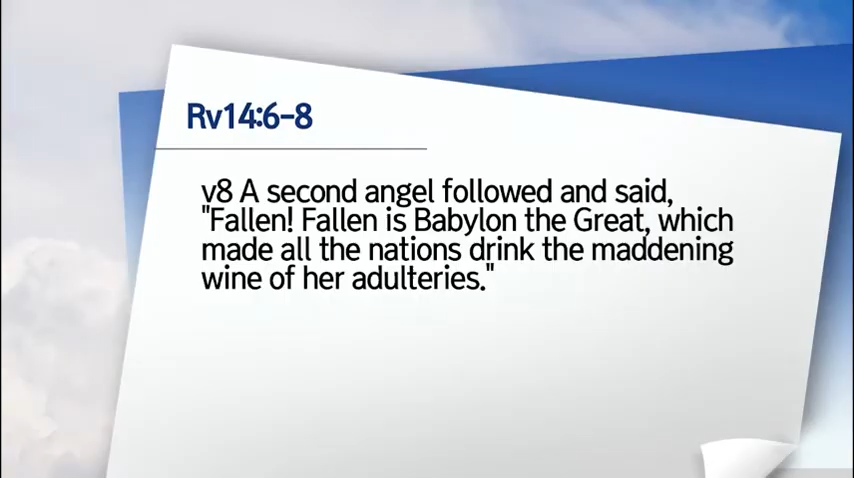 Rv14:6-8
v8 A second angel followed and said,
"Fallen! Fallen is Babylon the Great, which
made all the nations drink the maddening
wine of her adulteries."